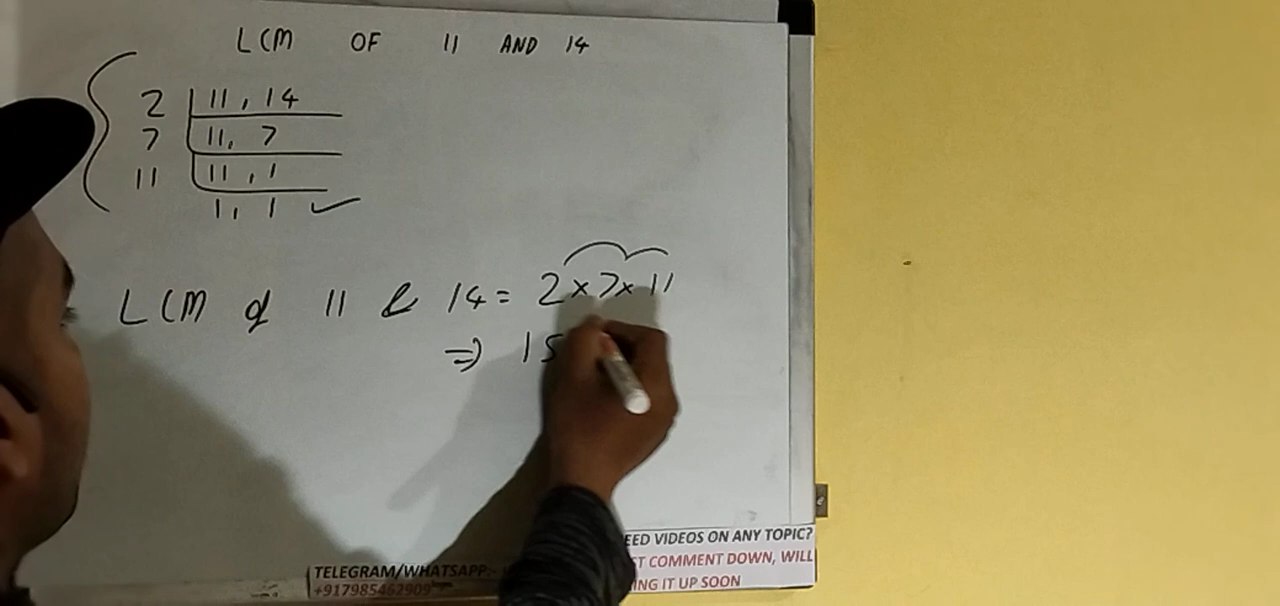 LCM OF 11 AND 14
2 11, 14
7 11, 7
11 11, 1
1, 1 ✓
LCM of 11 & 14 = 2 x 7 x 11
=> 15
EED VIDEOS ON ANY TOPIC?
ST COMMENT DOWN, WILL
ING IT UP SOON
TELEGRAM/WHATSAPP:-
+917985462909